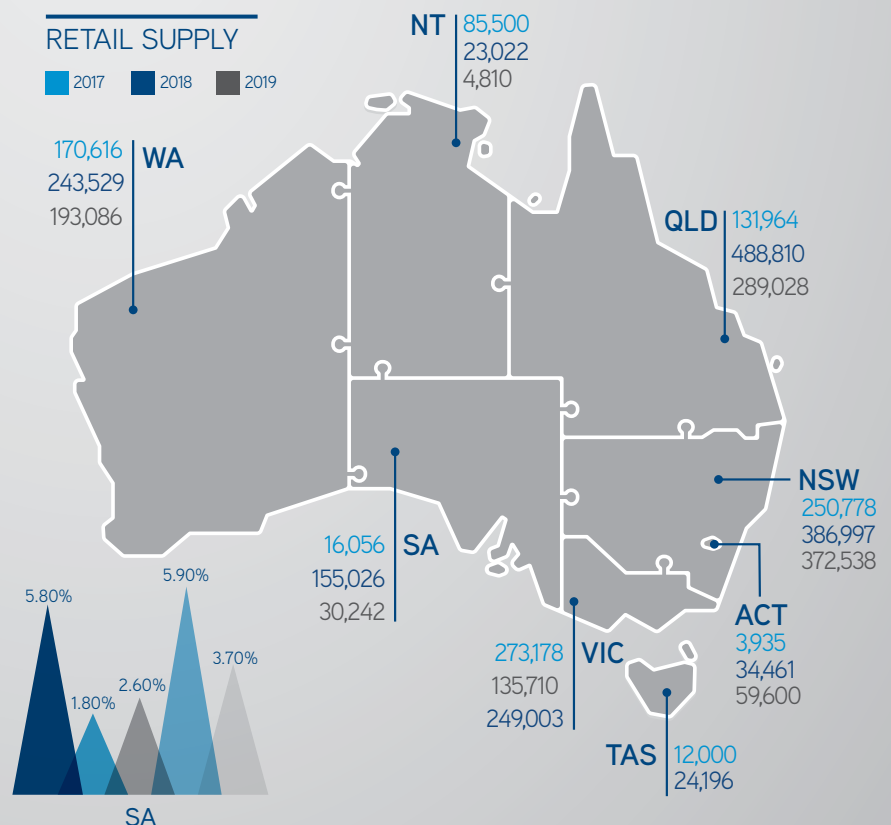 RETAIL SUPPLY
2017 2018 2019
NT
85,500
23,022
4,810
WA
170,616
243,529
193,086
QLD
131,964
488,810
289,028
NSW
250,778
386,997
372,538
SA
16,056
155,026
30,242
ACT
3,935
34,461
59,600
VIC
273,178
135,710
249,003
TAS
12,000
24,196
5.80%
1.80%
2.60%
5.90%
3.70%
SA